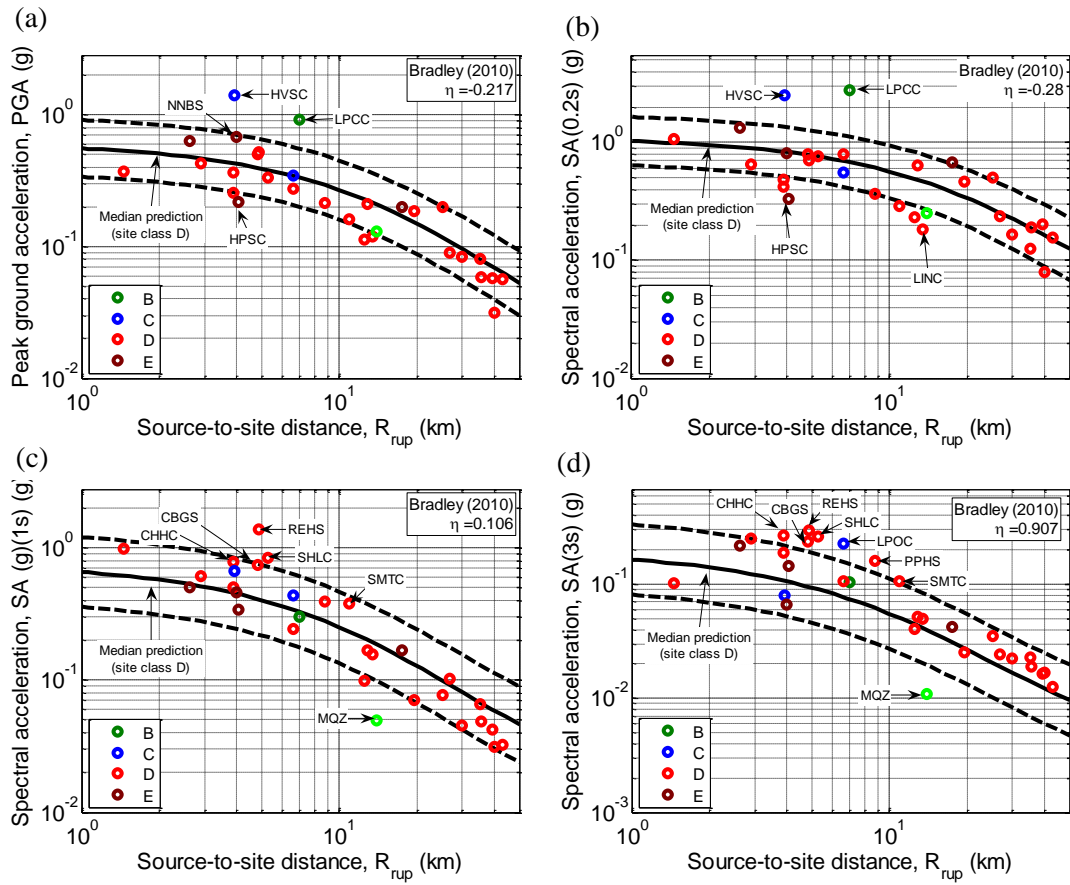 (a)
Peak ground acceleration, PGA (g)
10^0
10^-1
10^-2
Bradley (2010)
η =-0.217
HVSC
NNBS
LPCC
Median prediction
(site class D)
HPSC
B
C
D
E
10^0
10^1
Source-to-site distance, R_rup (km)
(b)
Spectral acceleration, SA(0.2s) (g)
10^1
10^0
10^-1
10^-2
Bradley (2010)
η =-0.28
HVSC
LPCC
Median prediction
(site class D)
HPSC
LINC
B
C
D
E
10^0
10^1
Source-to-site distance, R_rup (km)
(c)
Spectral acceleration, SA (g)(1s) (g)
10^0
10^-1
10^-2
Bradley (2010)
η =0.106
CBGS
CHHC
REHS
SHLC
SMTC
Median prediction
(site class D)
MQZ
B
C
D
E
10^0
10^1
Source-to-site distance, R_rup (km)
(d)
Spectral acceleration, SA(3s) (g)
10^0
10^-1
10^-2
10^-3
Bradley (2010)
η =0.907
CHHC
CBGS
REHS
SHLC
LPOC
PPHS
SMTC
Median prediction
(site class D)
MQZ
B
C
D
E
10^0
10^1
Source-to-site distance, R_rup (km)